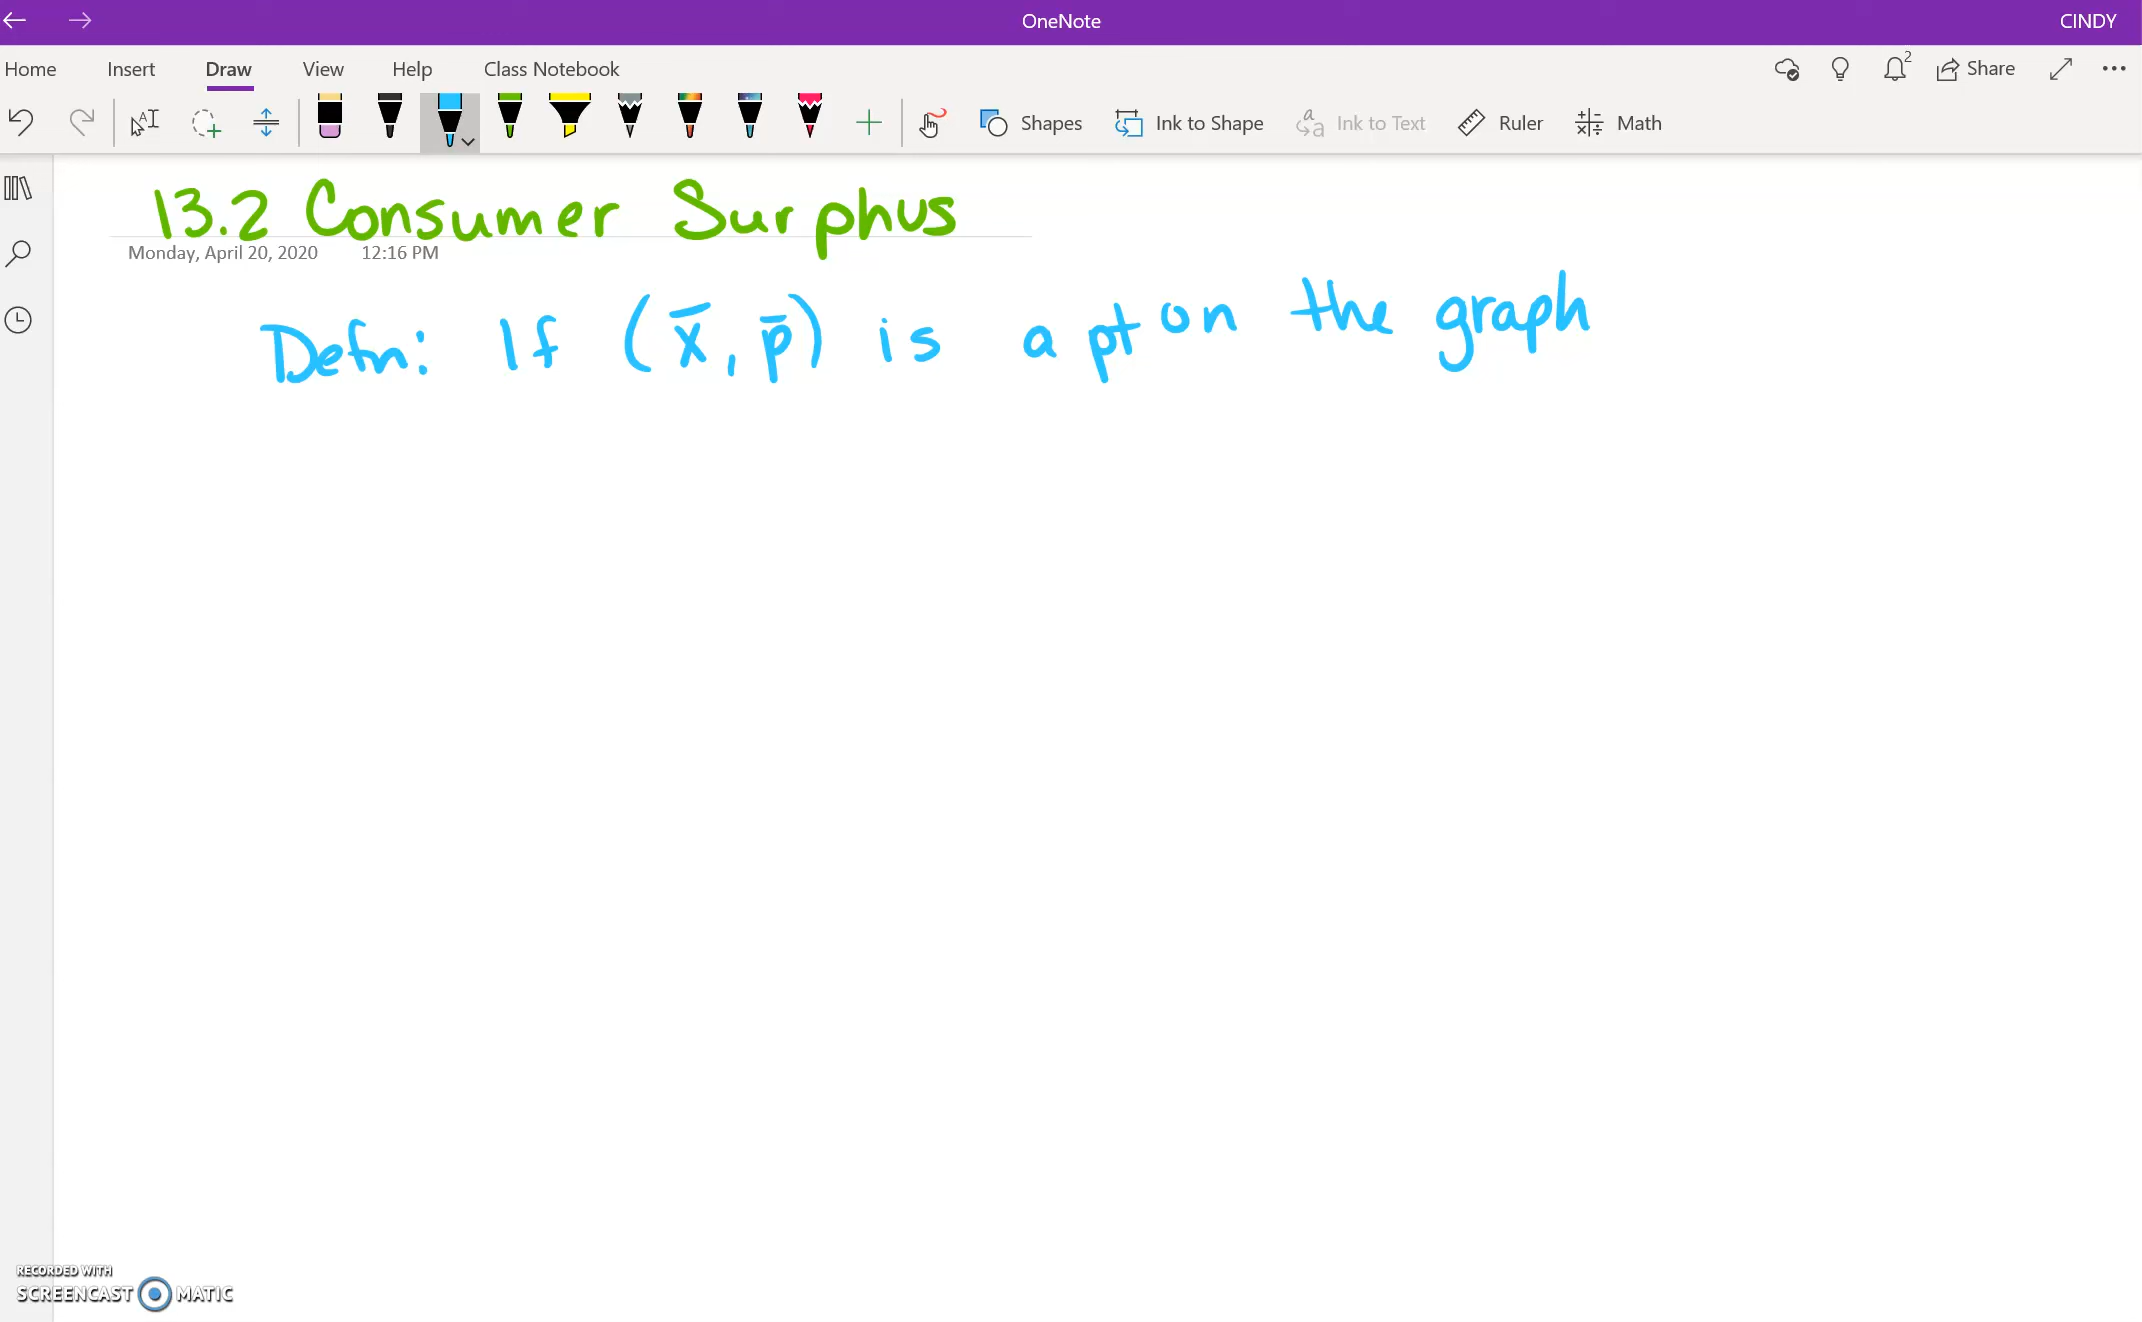 OneNote CINDY
Home Insert Draw View Help Class Notebook 2 Share
Shapes Ink to Shape Ink to Text Ruler Math
13.2 Consumer Surphus
Monday, April 20, 2020 12:16 PM
Defn: If (x̄, p̄) is a pt on the graph
RECORDED WITH
SCREENCAST MATIC